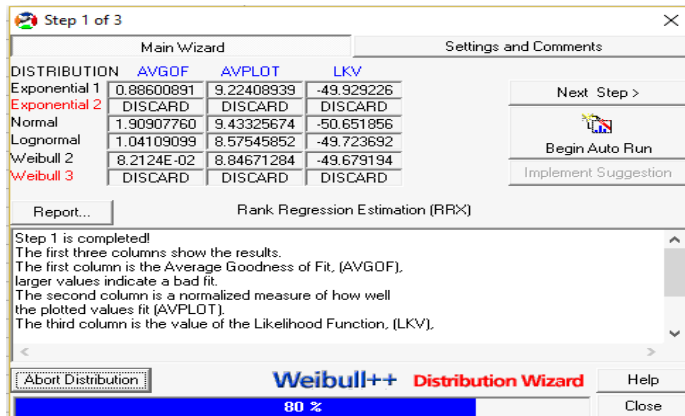 Step 1 of 3
Main Wizard Settings and Comments
DISTRIBUTION AVGOF AVPLOT LKV
Exponential 1 0.88600891 9.22408939 -49.929226
Exponential 2 DISCARD DISCARD DISCARD
Normal 1.90907760 9.43325674 -50.651856
Lognormal 1.04109099 8.57545852 -49.723692
Weibull 2 8.2124E-02 8.84671284 -49.679194
Weibull 3 DISCARD DISCARD DISCARD
Next Step >
Begin Auto Run
Implement Suggestion
Report... Rank Regression Estimation (RRX)
Step 1 is completed!
The first three columns show the results.
The first column is the Average Goodness of Fit, (AVGOF),
larger values indicate a bad fit.
The second column is a normalized measure of how well
the plotted values fit (AVPLOT).
The third column is the value of the Likelihood Function, (LKV),
Abort Distribution Weibull++ Distribution Wizard Help
80 % Close